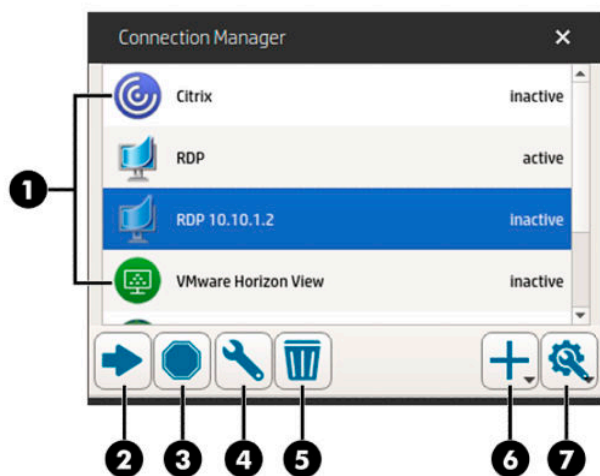 Connection Manager ×
Citrix inactive
RDP active
1
RDP 10.10.1.2 inactive
VMware Horizon View inactive
2 3 4 5 6 7